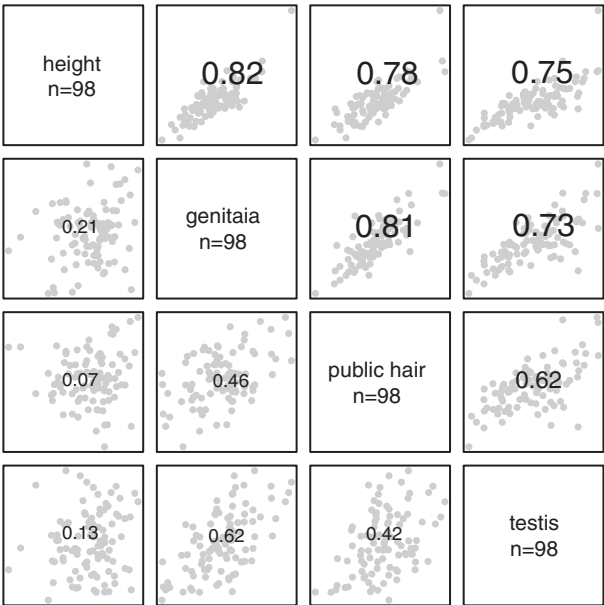 height
n=98
0.82
0.78
0.75
0.21
genitaia
n=98
0.81
0.73
0.07
0.46
public hair
n=98
0.62
0.13
0.62
0.42
testis
n=98